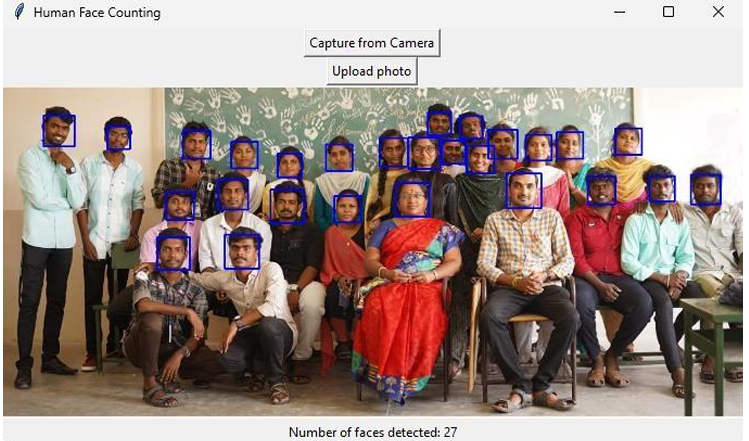 Human Face Counting
Capture from Camera
Upload photo
Number of faces detected: 27